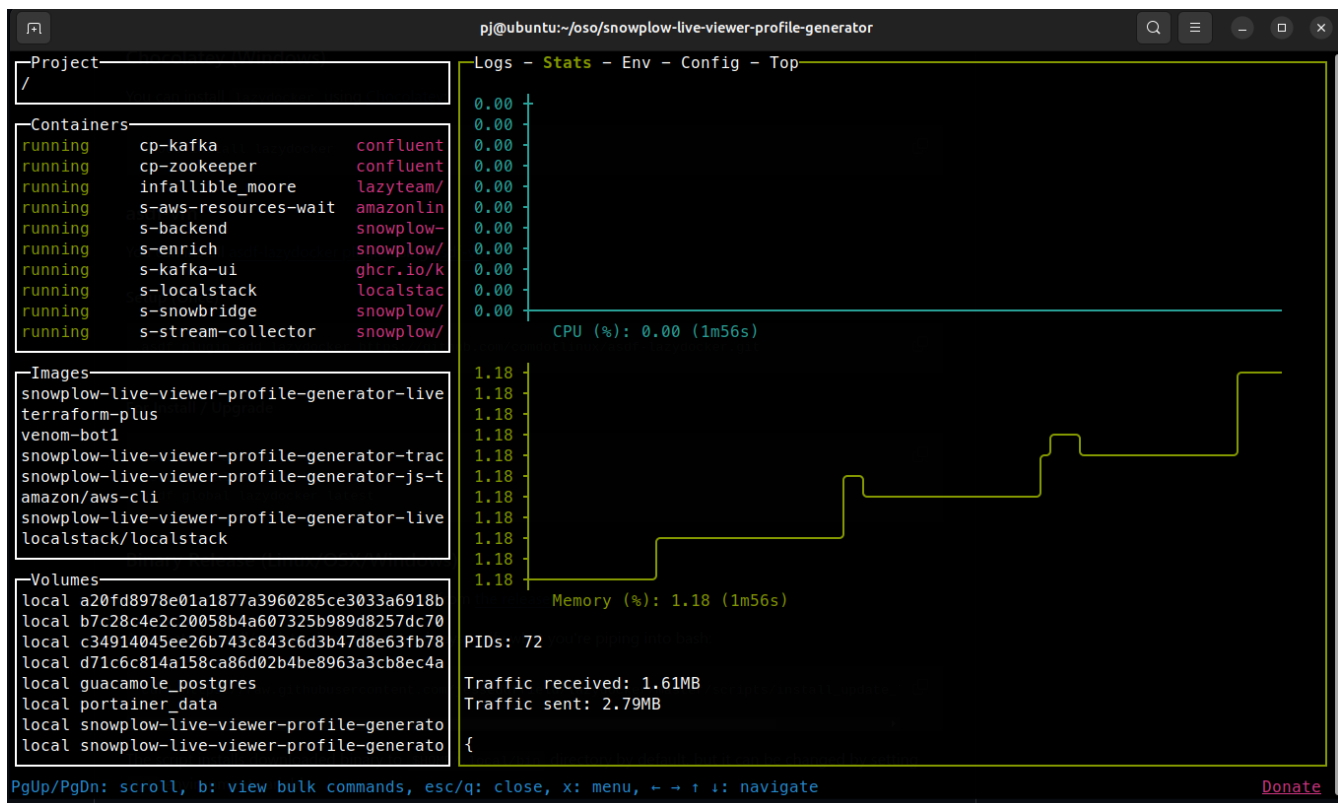 pj@ubuntu:~/oso/snowplow-live-viewer-profile-generator
Project
/
Containers
running cp-kafka confluent
running cp-zookeeper confluent
running infallible_moore lazyteam/
running s-aws-resources-wait amazonlin
running s-backend snowplow-
running s-enrich snowplow/
running s-kafka-ui ghcr.io/k
running s-localstack localstac
running s-snowbridge snowplow/
running s-stream-collector snowplow/
Images
snowplow-live-viewer-profile-generator-live
terraform-plus
venom-bot1
snowplow-live-viewer-profile-generator-trac
snowplow-live-viewer-profile-generator-js-t
amazon/aws-cli
snowplow-live-viewer-profile-generator-live
localstack/localstack
Volumes
local a20fd8978e01a1877a3960285ce3033a6918b
local b7c28c4e2c20058b4a607325b989d8257dc70
local c34914045ee26b743c843c6d3b47d8e63fb78
local d71c6c814a158ca86d02b4be8963a3cb8ec4a
local guacamole_postgres
local portainer_data
local snowplow-live-viewer-profile-generato
local snowplow-live-viewer-profile-generato
Logs - Stats - Env - Config - Top
0.00
0.00
0.00
0.00
0.00
0.00
0.00
0.00
0.00
0.00
0.00
CPU (%): 0.00 (1m56s)
1.18
1.18
1.18
1.18
1.18
1.18
1.18
1.18
1.18
1.18
1.18
Memory (%): 1.18 (1m56s)
PIDs: 72
Traffic received: 1.61MB
Traffic sent: 2.79MB
{
PgUp/PgDn: scroll, b: view bulk commands, esc/q: close, x: menu, ← → ↑ ↓: navigate
Donate